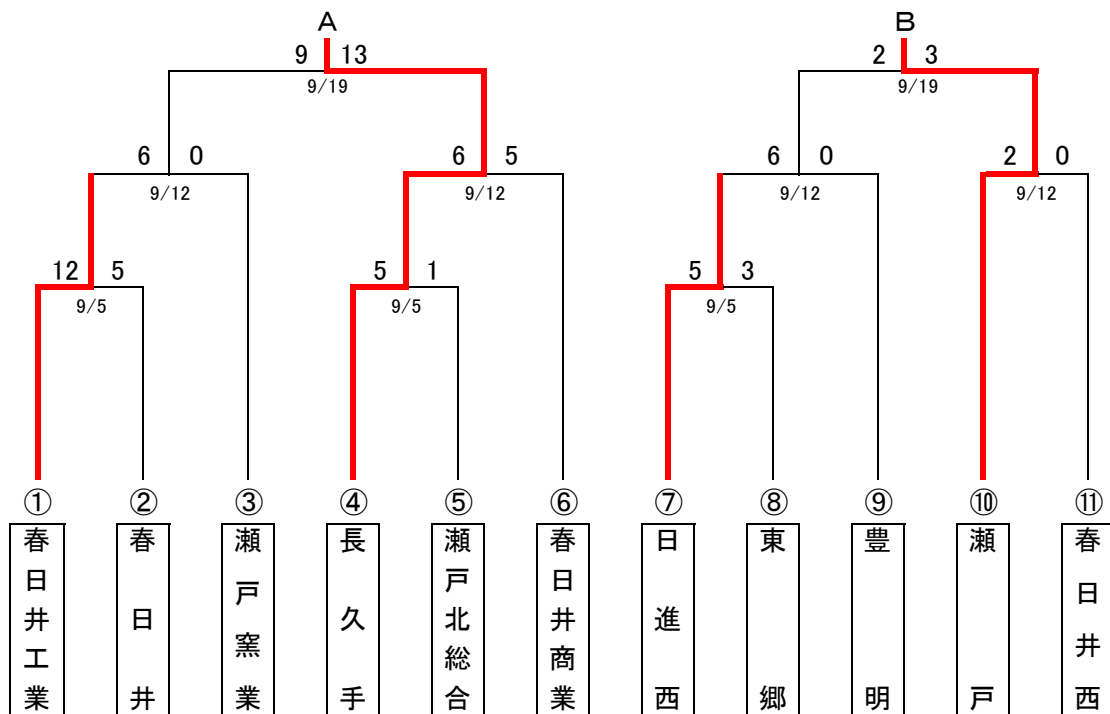 A B
9 13 2 3
9/19 9/19
6 0 6 5 6 0 2 0
9/12 9/12 9/12 9/12
12 5 5 1 5 3
9/5 9/5 9/5
① ② ③ ④ ⑤ ⑥ ⑦ ⑧ ⑨ ⑩ ⑪
春日井工業
春日井
瀬戸窯業
長久手
瀬戸北総合
春日井商業
日進西
東郷
豊明
瀬戸
春日井西